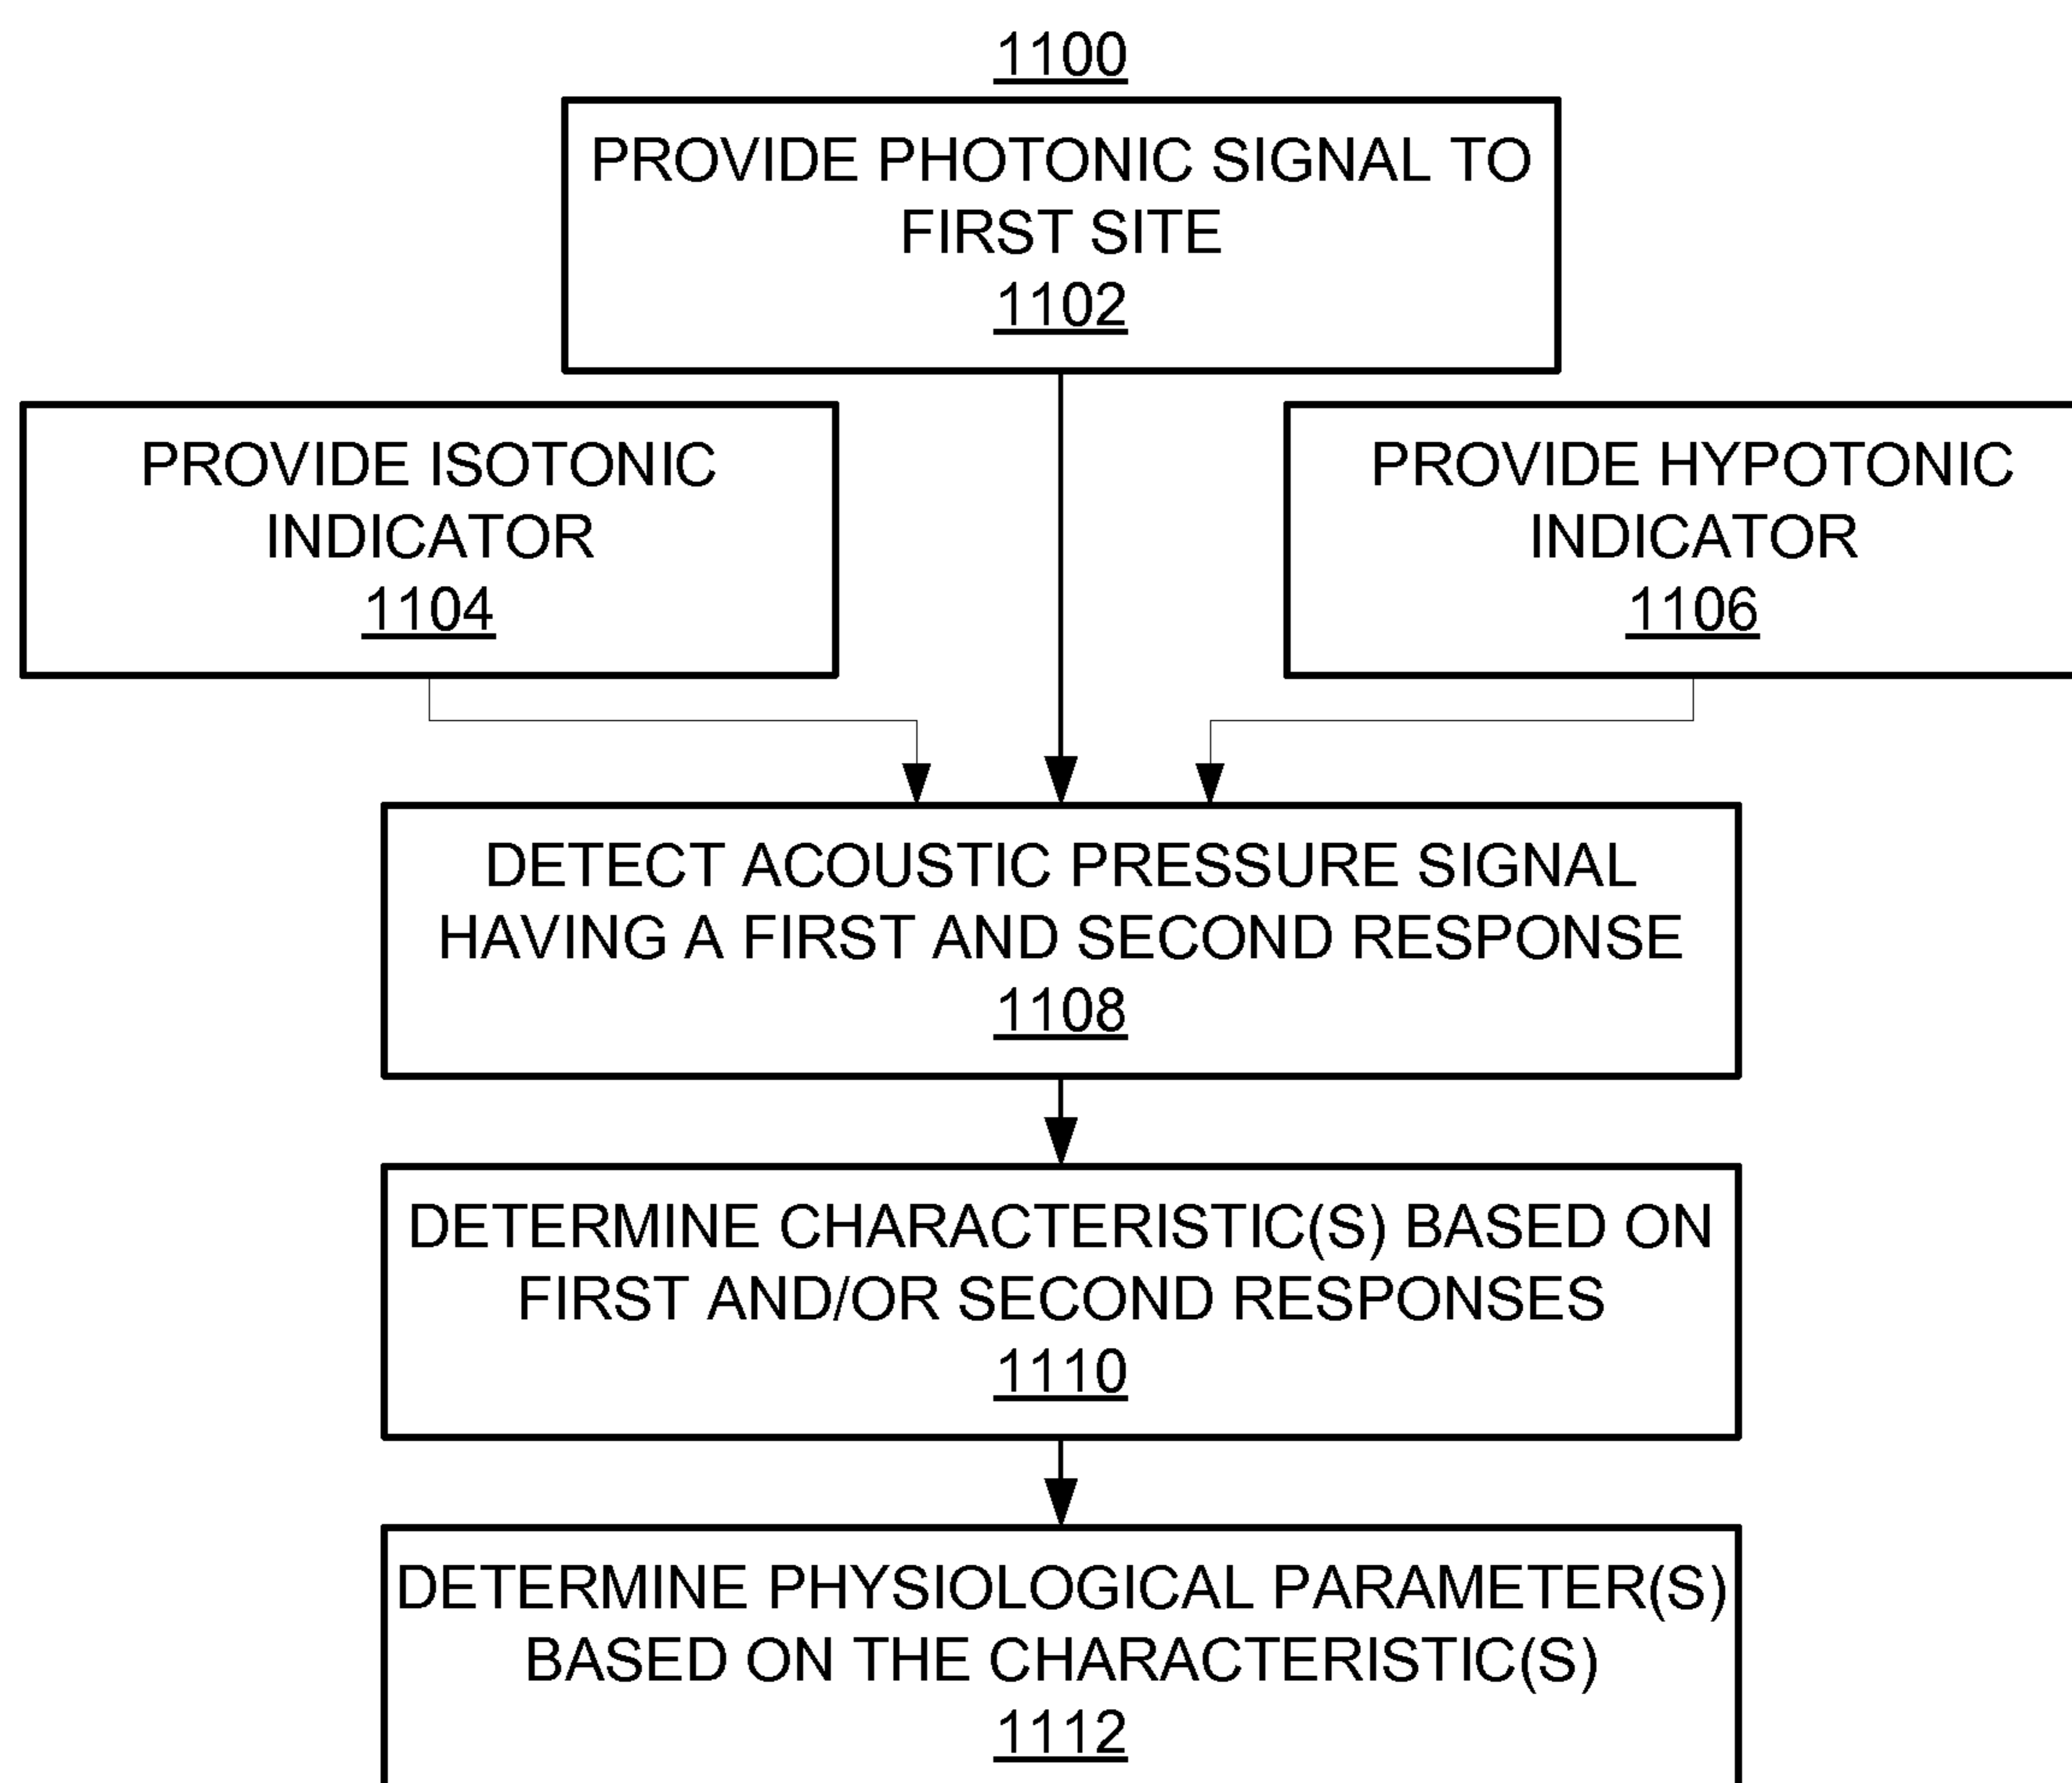 1100
PROVIDE PHOTONIC SIGNAL TO
FIRST SITE
1102
PROVIDE ISOTONIC
INDICATOR
1104
PROVIDE HYPOTONIC
INDICATOR
1106
DETECT ACOUSTIC PRESSURE SIGNAL
HAVING A FIRST AND SECOND RESPONSE
1108
DETERMINE CHARACTERISTIC(S) BASED ON
FIRST AND/OR SECOND RESPONSES
1110
DETERMINE PHYSIOLOGICAL PARAMETER(S)
BASED ON THE CHARACTERISTIC(S)
1112